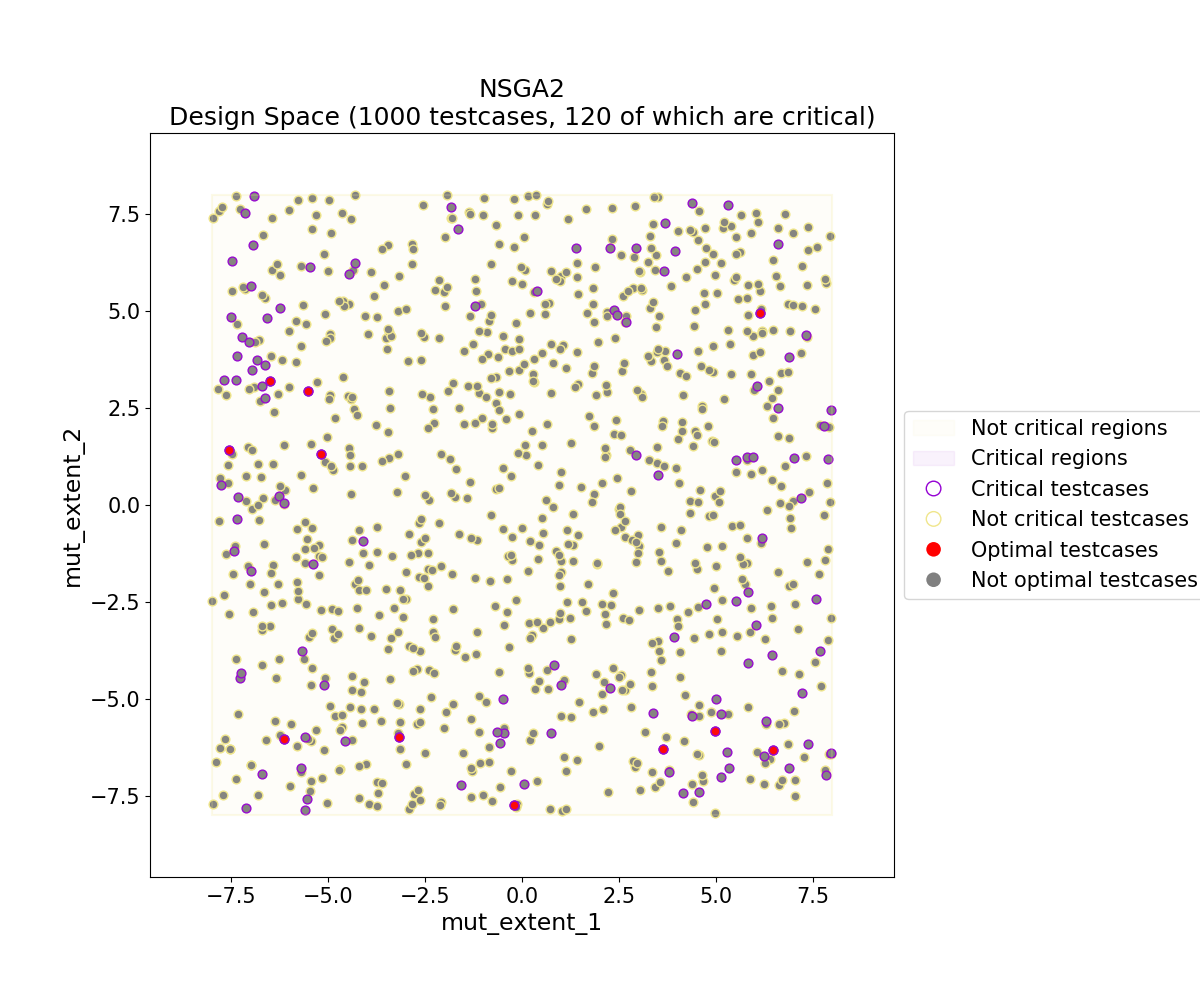 NSGA2
Design Space (1000 testcases, 120 of which are critical)
7.5
5.0
2.5
0.0
−2.5
−5.0
−7.5
mut_extent_2
−7.5 −5.0 −2.5 0.0 2.5 5.0 7.5
mut_extent_1
Not critical regions
Critical regions
Critical testcases
Not critical testcases
Optimal testcases
Not optimal testcases